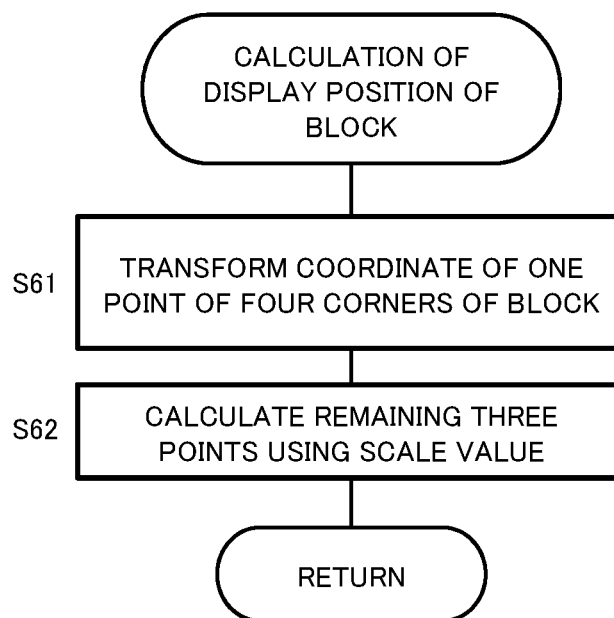 CALCULATION OF
DISPLAY POSITION OF
BLOCK
S61
TRANSFORM COORDINATE OF ONE
POINT OF FOUR CORNERS OF BLOCK
S62
CALCULATE REMAINING THREE
POINTS USING SCALE VALUE
RETURN